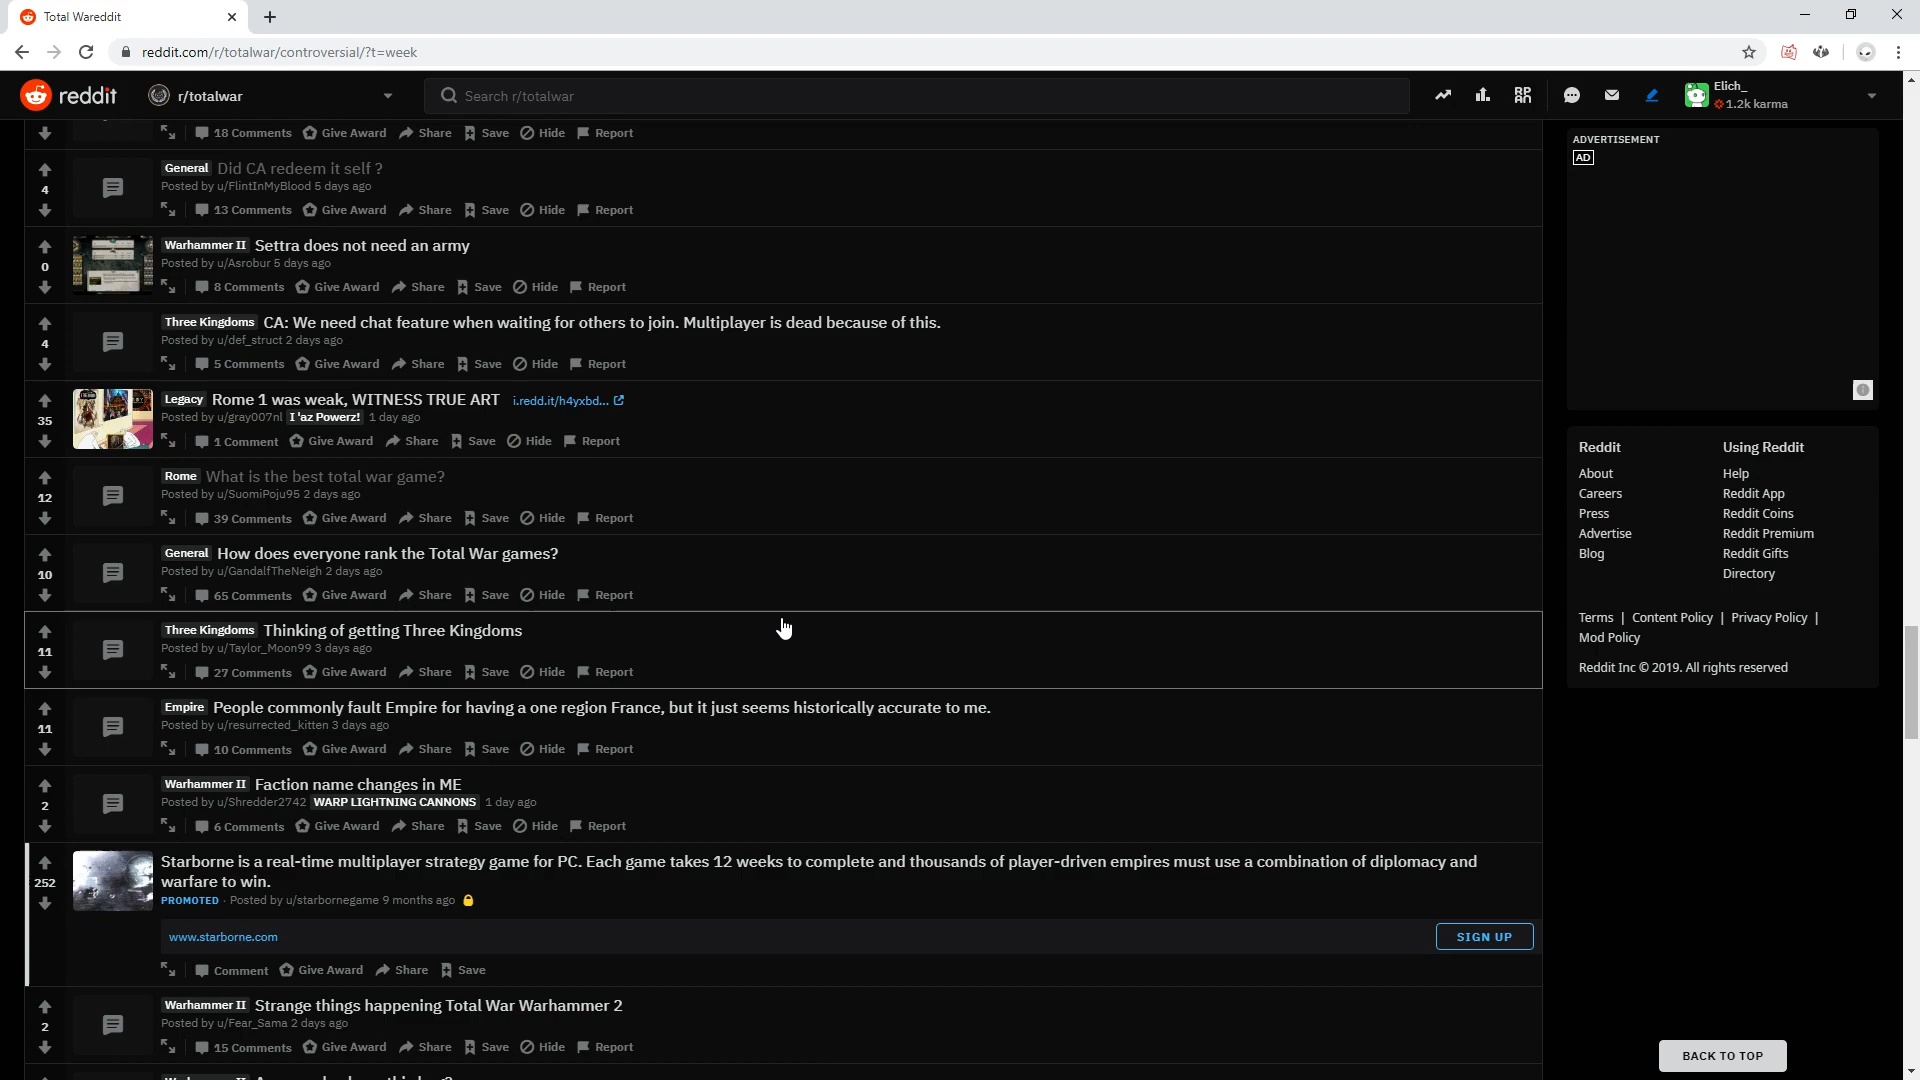 Total Wareddit
reddit.com/r/totalwar/controversial/?t=week
reddit r/totalwar Search r/totalwar Elich_
1.2k karma
18 Comments Give Award Share Save Hide Report
General Did CA redeem it self ?
4 Posted by u/FlintInMyBlood 5 days ago
13 Comments Give Award Share Save Hide Report
Warhammer II Settra does not need an army
0 Posted by u/Asrobur 5 days ago
8 Comments Give Award Share Save Hide Report
Three Kingdoms CA: We need chat feature when waiting for others to join. Multiplayer is dead because of this.
4 Posted by u/def_struct 2 days ago
5 Comments Give Award Share Save Hide Report
Legacy Rome 1 was weak, WITNESS TRUE ART i.redd.it/h4yxbd...
35 Posted by u/gray007nl I 'az Powerz! 1 day ago
1 Comment Give Award Share Save Hide Report
Rome What is the best total war game?
12 Posted by u/SuomiPoju95 2 days ago
39 Comments Give Award Share Save Hide Report
General How does everyone rank the Total War games?
10 Posted by u/GandalfTheNeigh 2 days ago
65 Comments Give Award Share Save Hide Report
Three Kingdoms Thinking of getting Three Kingdoms
11 Posted by u/Taylor_Moon99 3 days ago
27 Comments Give Award Share Save Hide Report
Empire People commonly fault Empire for having a one region France, but it just seems historically accurate to me.
11 Posted by u/resurrected_kitten 3 days ago
10 Comments Give Award Share Save Hide Report
Warhammer II Faction name changes in ME
2 Posted by u/Shredder2742 WARP LIGHTNING CANNONS 1 day ago
6 Comments Give Award Share Save Hide Report
Starborne is a real-time multiplayer strategy game for PC. Each game takes 12 weeks to complete and thousands of player-driven empires must use a combination of diplomacy and
252 warfare to win.
PROMOTED · Posted by u/starbornegame 9 months ago
www.starborne.com SIGN UP
Comment Give Award Share Save
Warhammer II Strange things happening Total War Warhammer 2
2 Posted by u/Fear_Sama 2 days ago
15 Comments Give Award Share Save Hide Report
ADVERTISEMENT
AD
Reddit Using Reddit
About Help
Careers Reddit App
Press Reddit Coins
Advertise Reddit Premium
Blog Reddit Gifts
Directory
Terms | Content Policy | Privacy Policy |
Mod Policy
Reddit Inc © 2019. All rights reserved
BACK TO TOP